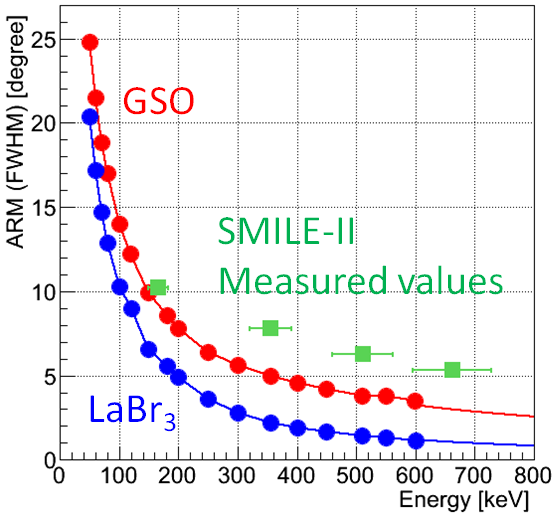 ARM (FWHM) [degree]
25
20
15
10
5
0
GSO
SMILE-II
Measured values
LaBr₃
0 100 200 300 400 500 600 700 800
Energy [keV]